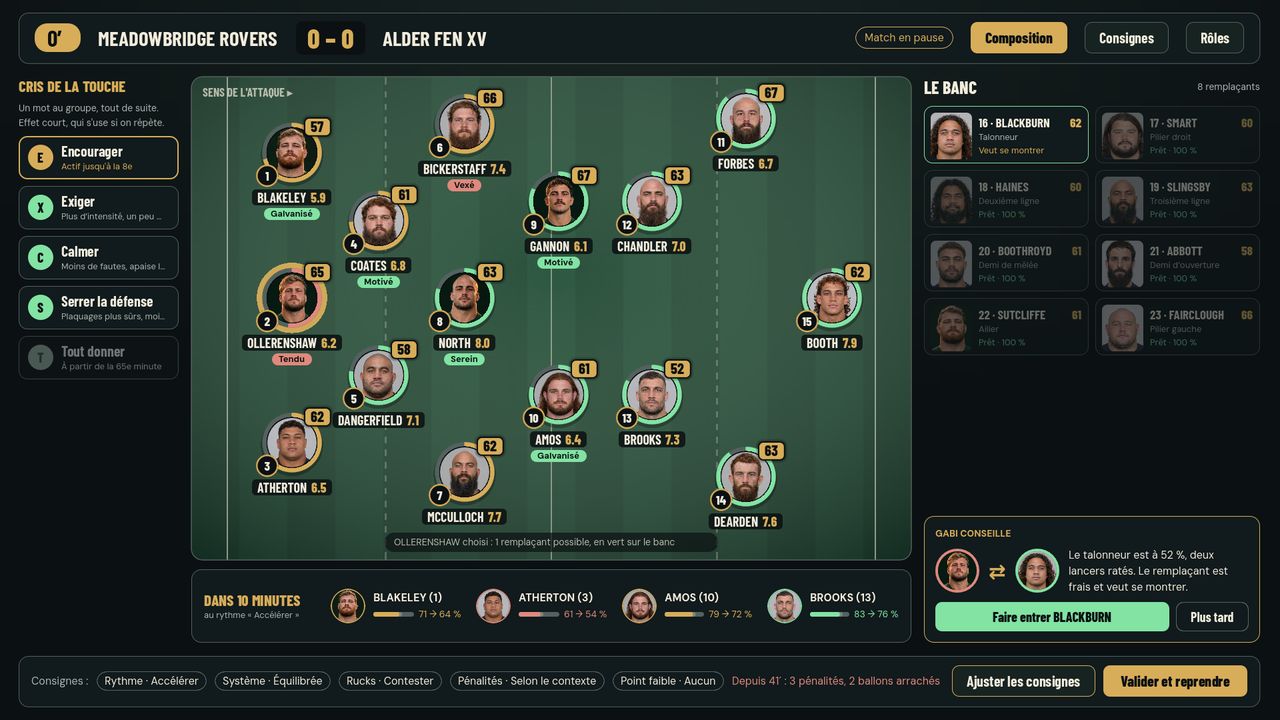 0’
MEADOWBRIDGE ROVERS
0 – 0
ALDER FEN XV
Match en pause
Composition
Consignes
Rôles
CRIS DE LA TOUCHE
Un mot au groupe, tout de suite.
Effet court, qui s'use si on répète.
E
Encourager
Actif jusqu'à la 8e
X
Exiger
Plus d'intensité, un peu ...
C
Calmer
Moins de fautes, apaise l...
S
Serrer la défense
Plaquages plus sûrs, moi...
T
Tout donner
À partir de la 65e minute
SENS DE L'ATTAQUE ▸
57
1
BLAKELEY 5.9
Galvanisé
66
6
BICKERSTAFF 7.4
Vexé
67
11
FORBES 6.7
61
4
COATES 6.8
Motivé
67
9
GANNON 6.1
Motivé
63
12
CHANDLER 7.0
65
2
OLLERENSHAW 6.2
Tendu
63
8
NORTH 8.0
Serein
62
15
BOOTH 7.9
58
5
DANGERFIELD 7.1
61
10
AMOS 6.4
Galvanisé
52
13
BROOKS 7.3
62
3
ATHERTON 6.5
62
7
MCCULLOCH 7.7
63
14
DEARDEN 7.6
OLLERENSHAW choisi : 1 remplaçant possible, en vert sur le banc
DANS 10 MINUTES
au rythme « Accélérer »
BLAKELEY (1)
71 → 64 %
ATHERTON (3)
61 → 54 %
AMOS (10)
79 → 72 %
BROOKS (13)
83 → 76 %
LE BANC
8 remplaçants
16 · BLACKBURN 62
Talonneur
Veut se montrer
17 · SMART 60
Pilier droit
Prêt · 100 %
18 · HAINES 60
Deuxième ligne
Prêt · 100 %
19 · SLINGSBY 63
Troisième ligne
Prêt · 100 %
20 · BOOTHROYD 61
Demi de mêlée
Prêt · 100 %
21 · ABBOTT 58
Demi d'ouverture
Prêt · 100 %
22 · SUTCLIFFE 61
Ailier
Prêt · 100 %
23 · FAIRCLOUGH 66
Pilier gauche
Prêt · 100 %
GABI CONSEILLE
⇄
Le talonneur est à 52 %, deux
lancers ratés. Le remplaçant est
frais et veut se montrer.
Faire entrer BLACKBURN
Plus tard
Consignes :
Rythme · Accélérer
Système · Équilibrée
Rucks · Contester
Pénalités · Selon le contexte
Point faible · Aucun
Depuis 41’ : 3 pénalités, 2 ballons arrachés
Ajuster les consignes
Valider et reprendre